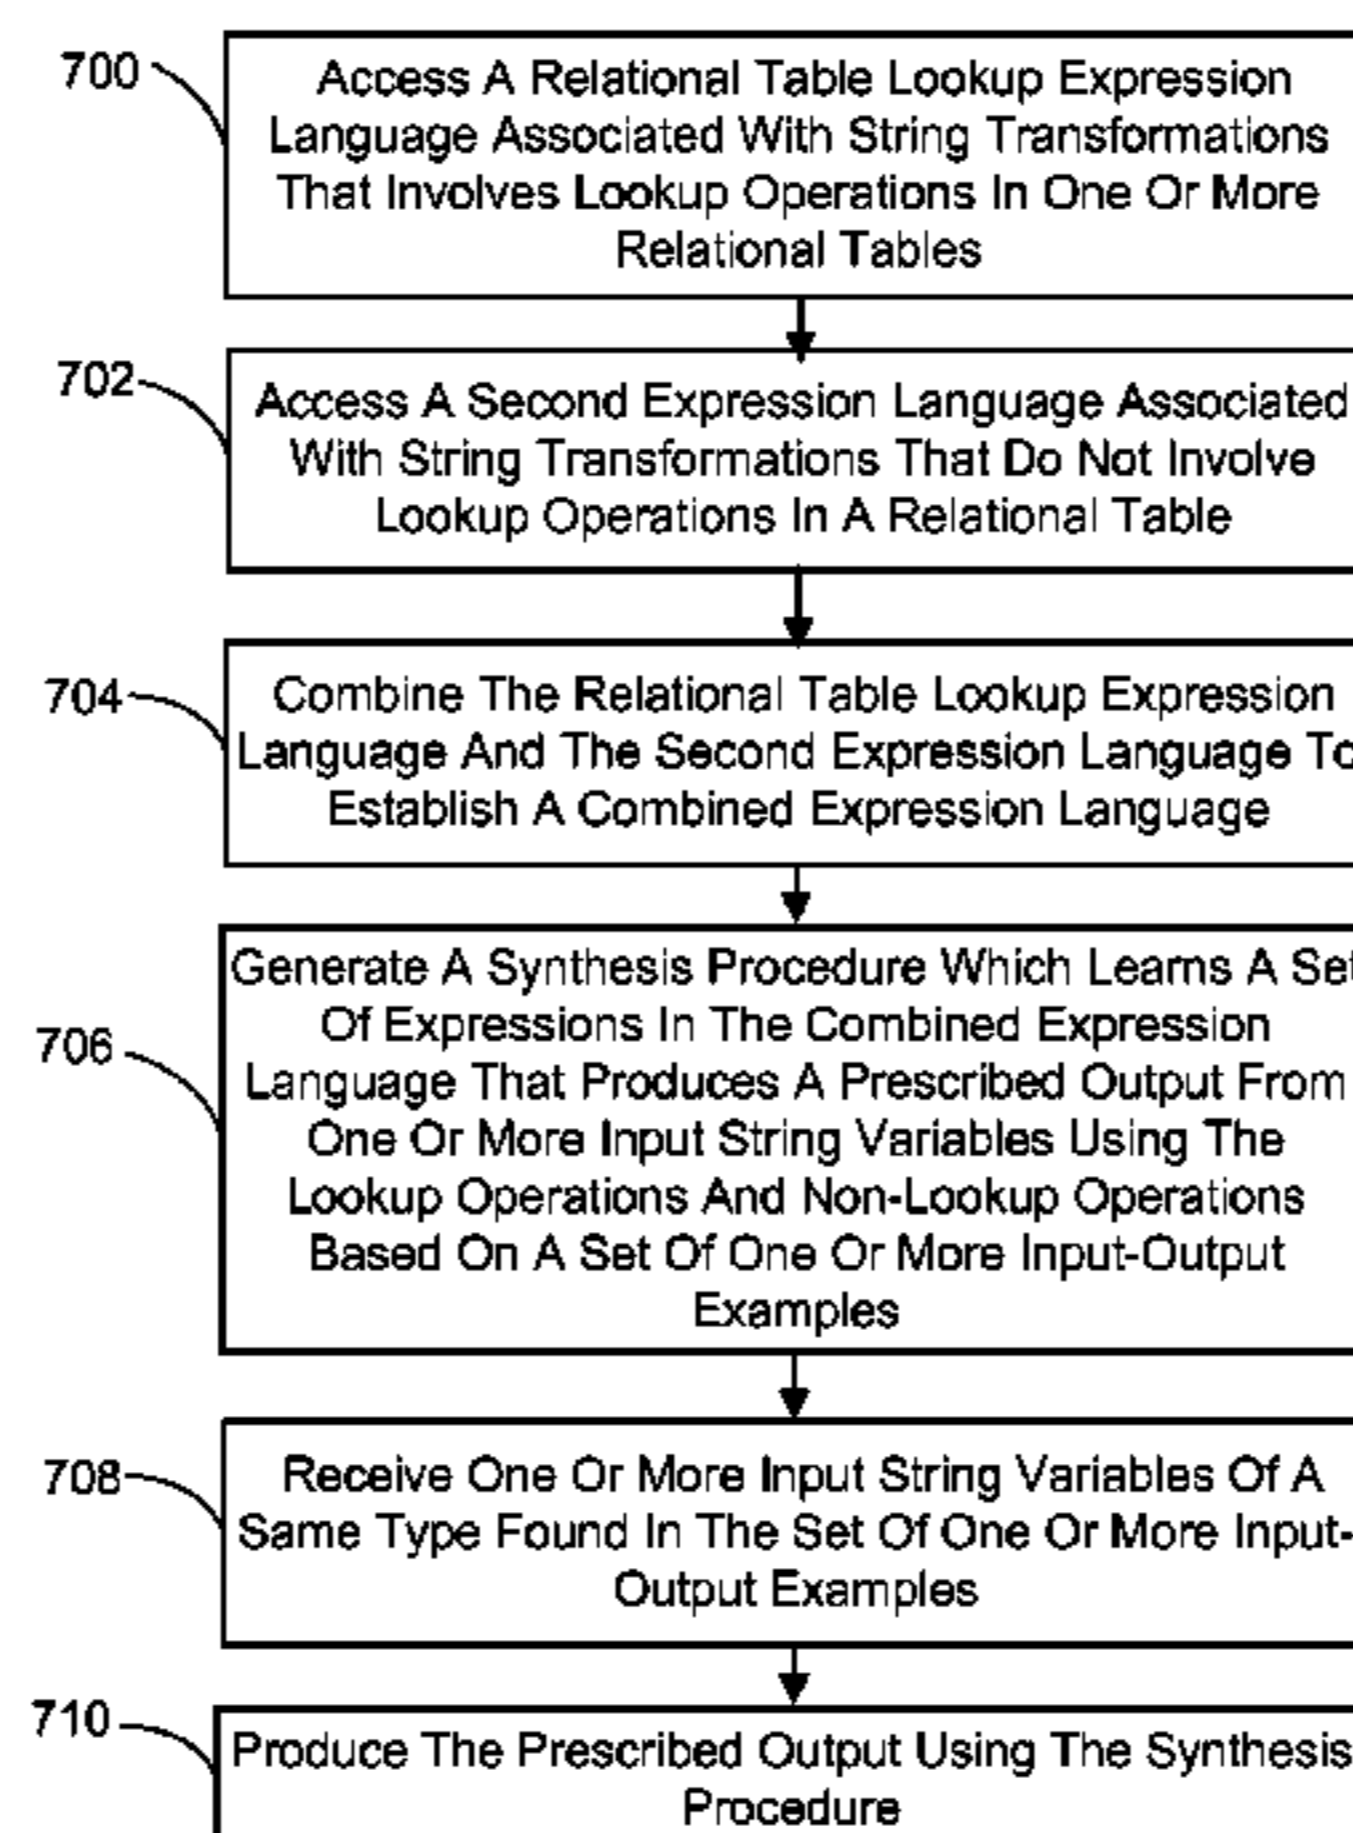 700
Access A Relational Table Lookup Expression
Language Associated With String Transformations
That Involves Lookup Operations In One Or More
Relational Tables
702
Access A Second Expression Language Associated
With String Transformations That Do Not Involve
Lookup Operations In A Relational Table
704
Combine The Relational Table Lookup Expression
Language And The Second Expression Language To
Establish A Combined Expression Language
706
Generate A Synthesis Procedure Which Learns A Set
Of Expressions In The Combined Expression
Language That Produces A Prescribed Output From
One Or More Input String Variables Using The
Lookup Operations And Non-Lookup Operations
Based On A Set Of One Or More Input-Output
Examples
708
Receive One Or More Input String Variables Of A
Same Type Found In The Set Of One Or More Input-
Output Examples
710
Produce The Prescribed Output Using The Synthesis
Procedure